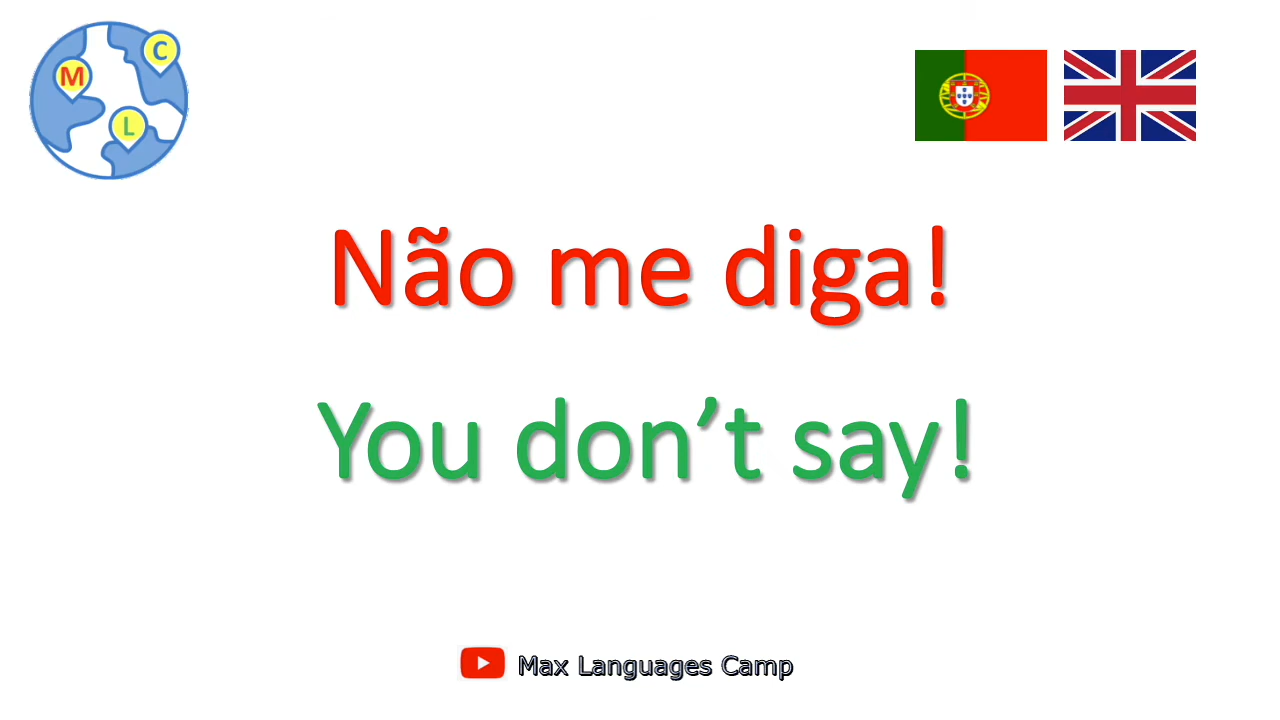 M
C
L
Não me diga!
You don’t say!
Max Languages Camp